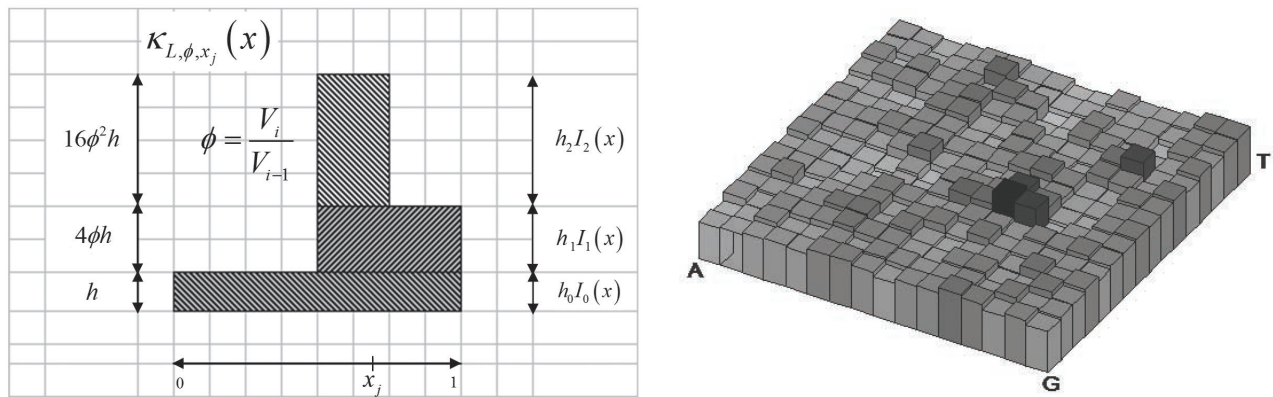 κ_{L,ϕ,x_j}(x)
16ϕ²h
ϕ = V_i / V_{i−1}
h₂I₂(x)
4ϕh
h₁I₁(x)
h
h₀I₀(x)
0
x_j
1
A
T
G